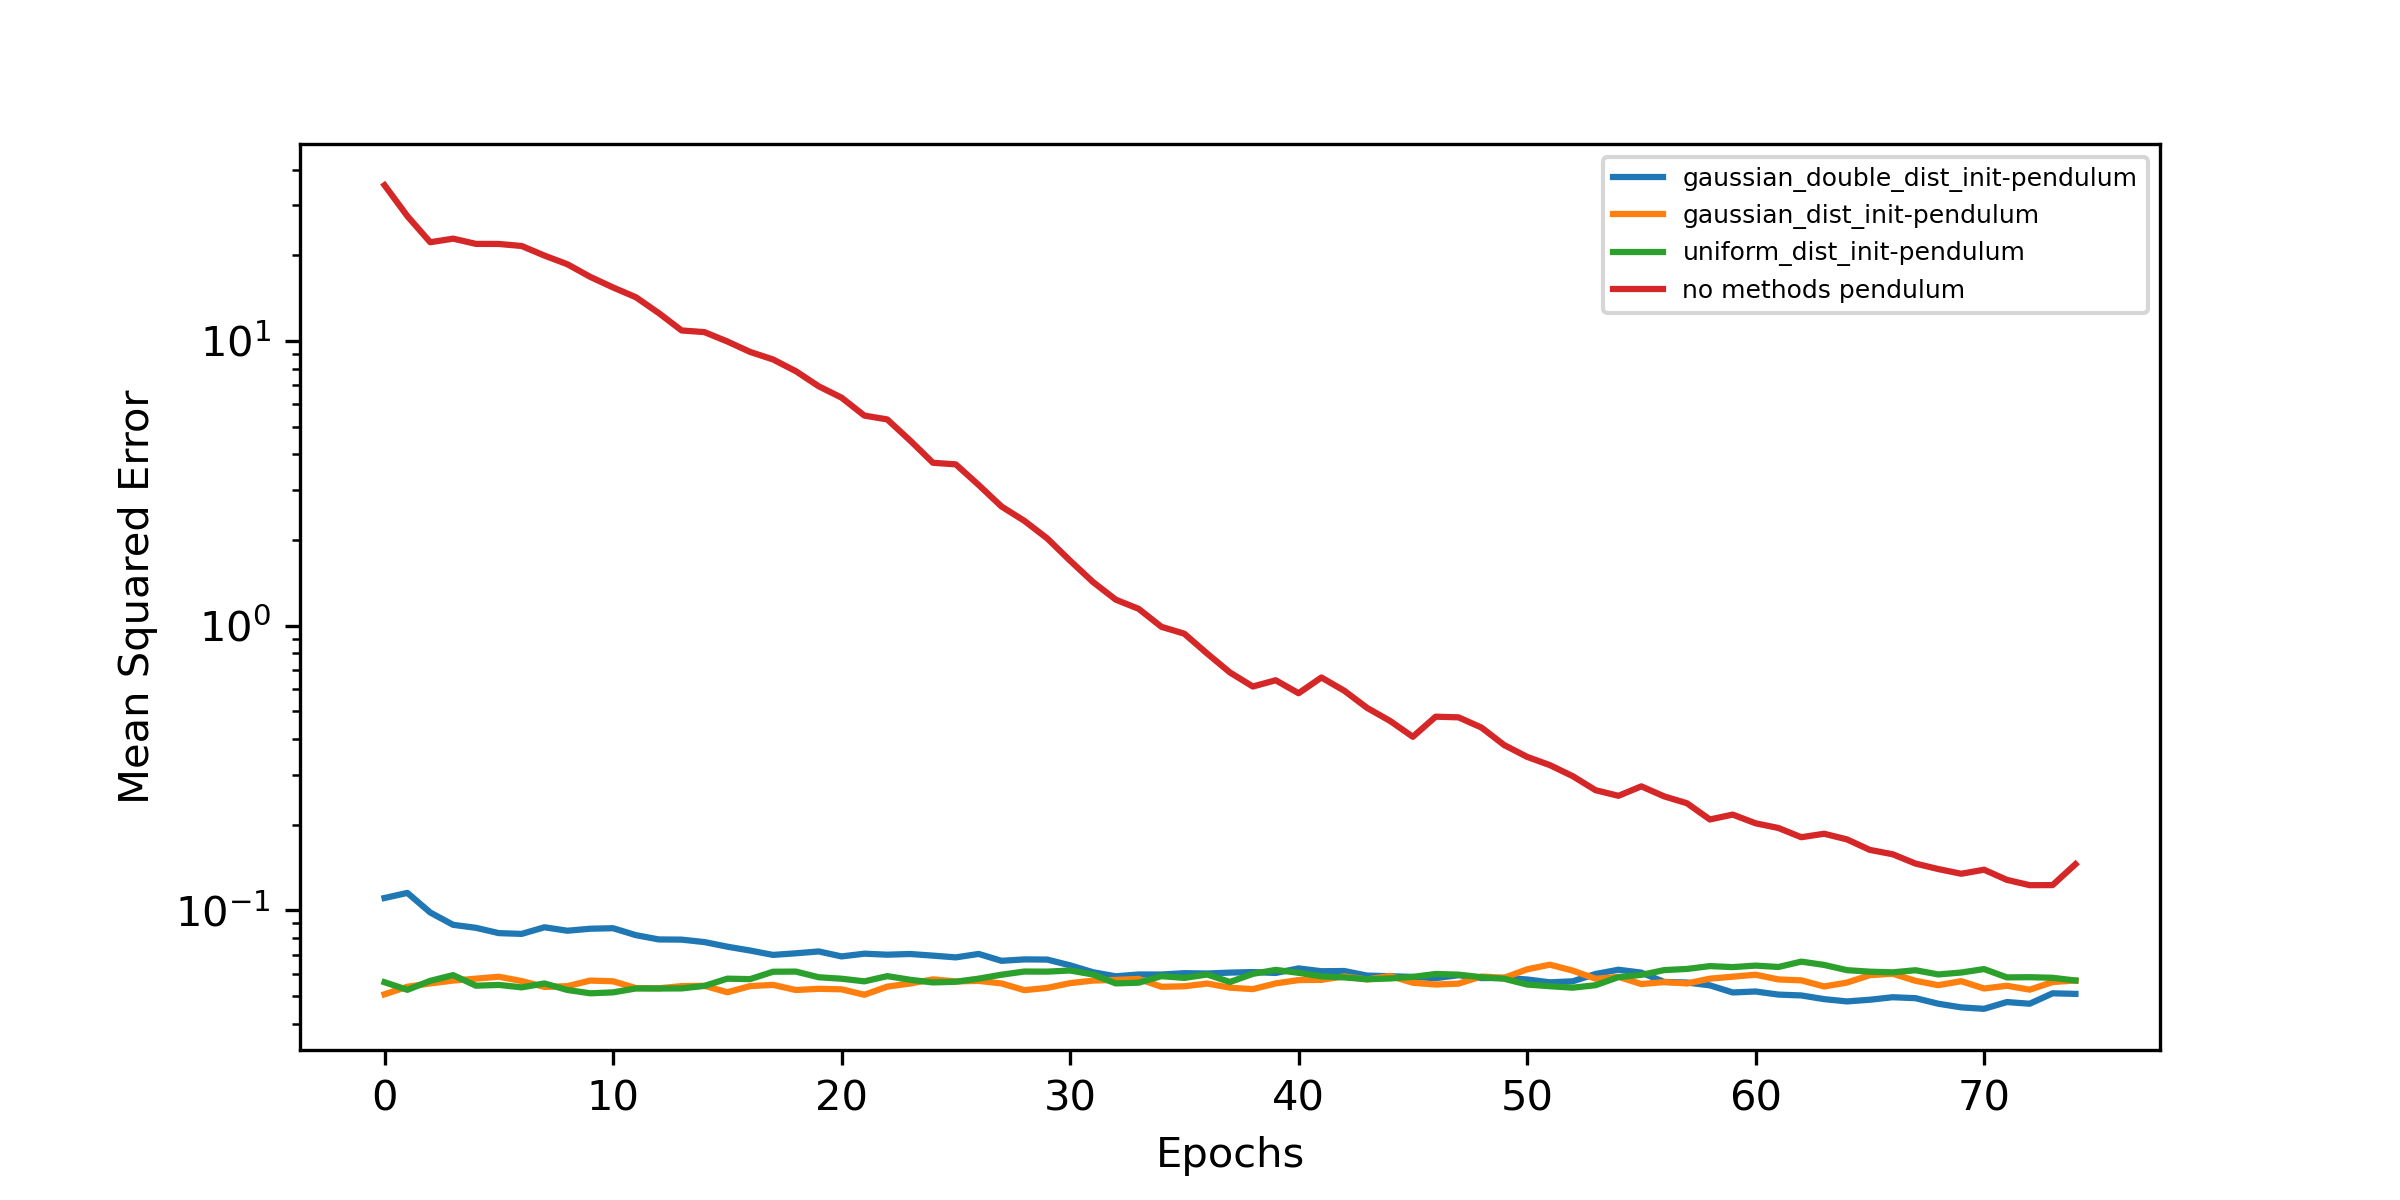 gaussian_double_dist_init-pendulum
gaussian_dist_init-pendulum
uniform_dist_init-pendulum
no methods pendulum
Mean Squared Error
10¹
10⁰
10⁻¹
0 10 20 30 40 50 60 70
Epochs